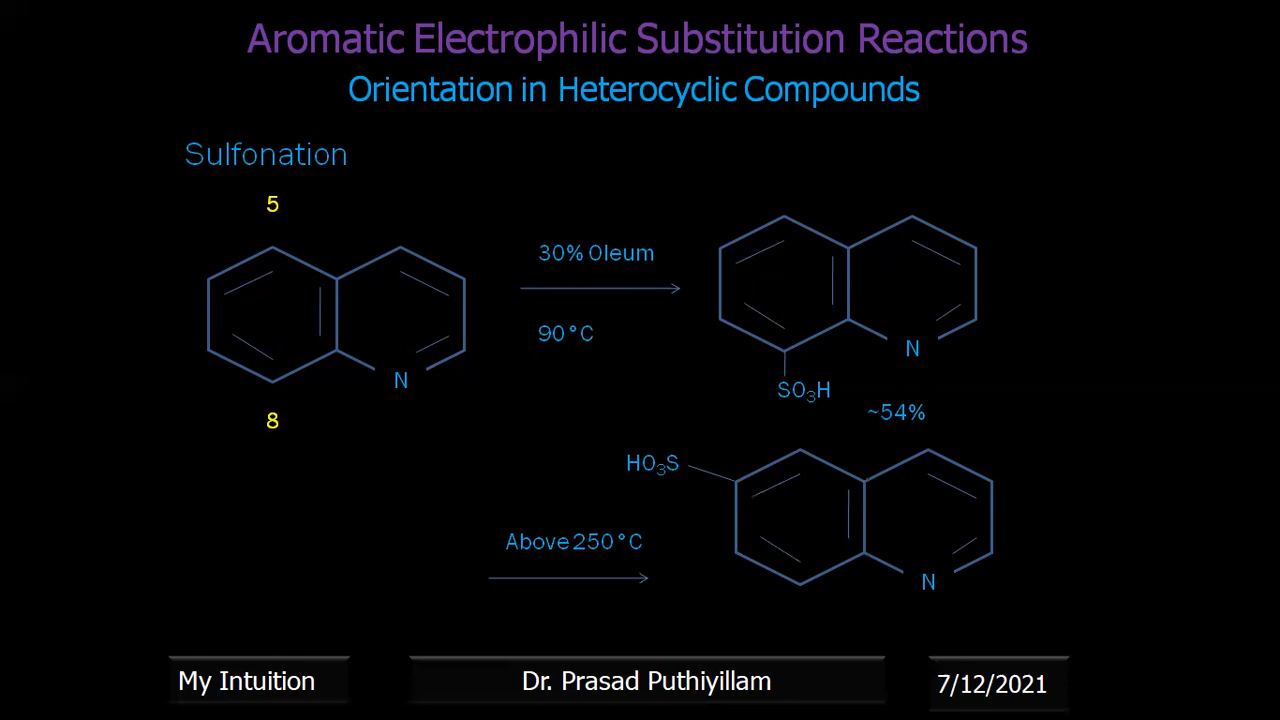 Aromatic Electrophilic Substitution Reactions
Orientation in Heterocyclic Compounds
Sulfonation
5
30% Oleum
90°C
N
8
N
SO₃H
~54%
HO₃S
Above 250°C
N
My Intuition
Dr. Prasad Puthiyillam
7/12/2021